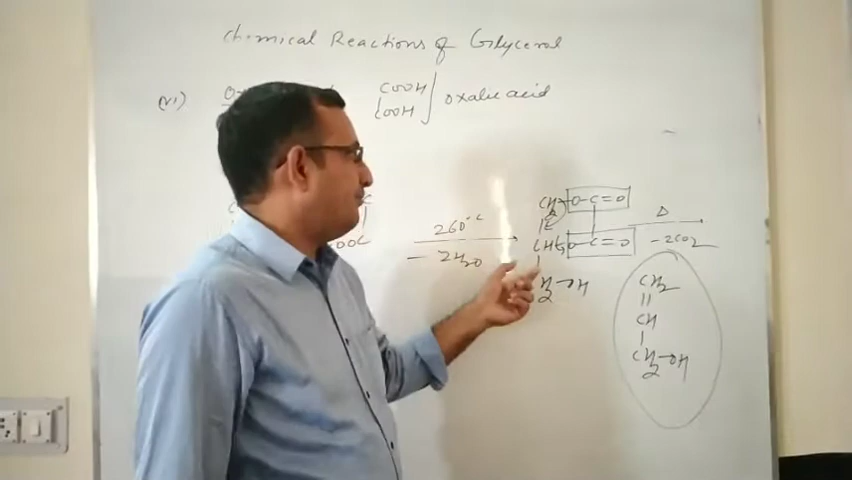 Chemical Reactions of Glycerol
(VI)
COOH
COOH
oxalic acid
260°C
- 2H2O
CH2-O-C=O
CH-O-C=O
CH2-OH
Δ
- 2CO2
CH2
||
CH
|
CH2-OH